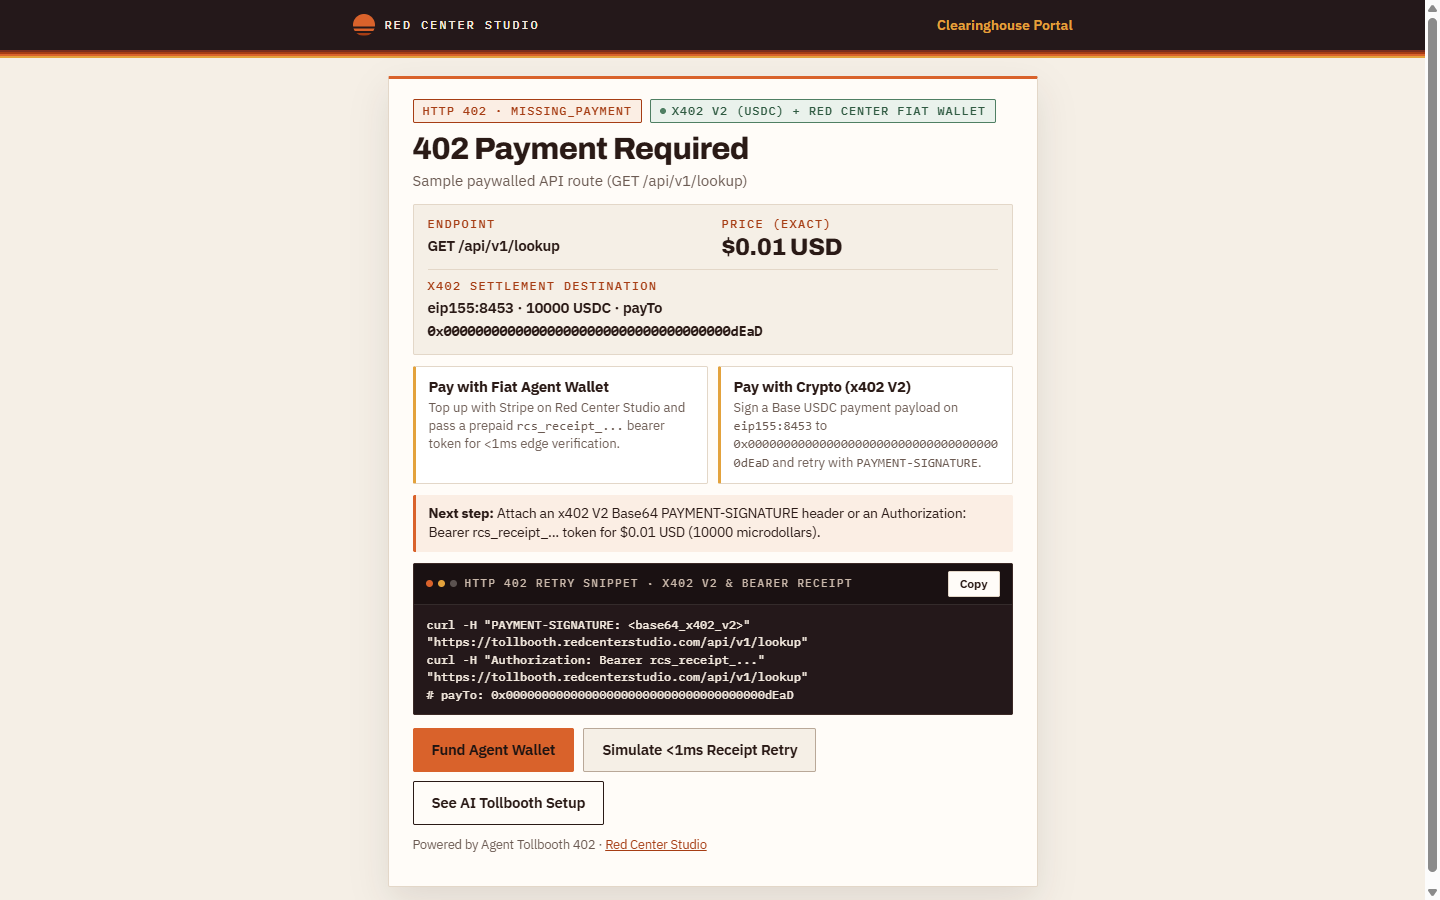 RED CENTER STUDIO
Clearinghouse Portal
HTTP 402 · MISSING_PAYMENT
X402 V2 (USDC) + RED CENTER FIAT WALLET
402 Payment Required
Sample paywalled API route (GET /api/v1/lookup)
ENDPOINT
GET /api/v1/lookup
PRICE (EXACT)
$0.01 USD
X402 SETTLEMENT DESTINATION
eip155:8453 · 10000 USDC · payTo
0x000000000000000000000000000000000000dEaD
Pay with Fiat Agent Wallet
Top up with Stripe on Red Center Studio and
pass a prepaid rcs_receipt_... bearer
token for <1ms edge verification.
Pay with Crypto (x402 V2)
Sign a Base USDC payment payload on
eip155:8453 to
0x00000000000000000000000000000000000
0dEaD and retry with PAYMENT-SIGNATURE.
Next step: Attach an x402 V2 Base64 PAYMENT-SIGNATURE header or an Authorization:
Bearer rcs_receipt_... token for $0.01 USD (10000 microdollars).
HTTP 402 RETRY SNIPPET · X402 V2 & BEARER RECEIPT
Copy
curl -H "PAYMENT-SIGNATURE: <base64_x402_v2>"
"https://tollbooth.redcenterstudio.com/api/v1/lookup"
curl -H "Authorization: Bearer rcs_receipt_..."
"https://tollbooth.redcenterstudio.com/api/v1/lookup"
# payTo: 0x000000000000000000000000000000000000dEaD
Fund Agent Wallet
Simulate <1ms Receipt Retry
See AI Tollbooth Setup
Powered by Agent Tollbooth 402 · Red Center Studio